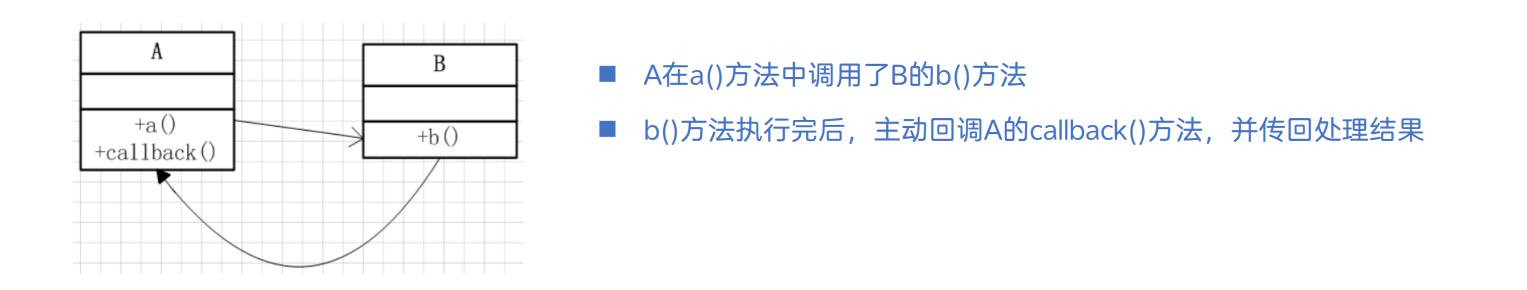 A
+a()
+callback()
B
+b()
A在a()方法中调用了B的b()方法
b()方法执行完后，主动回调A的callback()方法，并传回处理结果